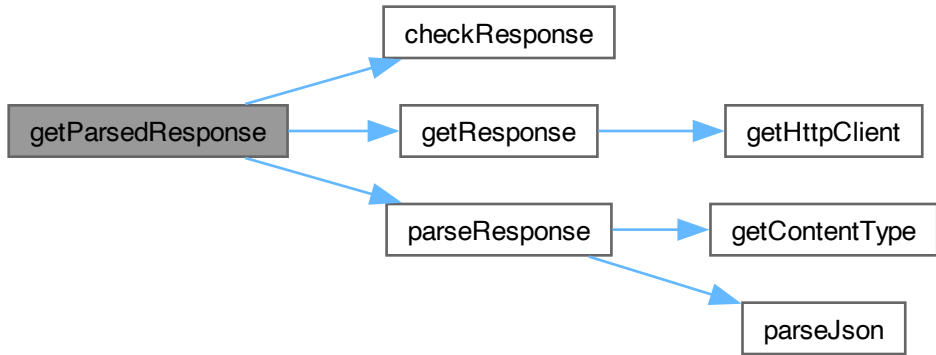 checkResponse
getParsedResponse
getResponse
getHttpClient
parseResponse
getContentType
parseJson